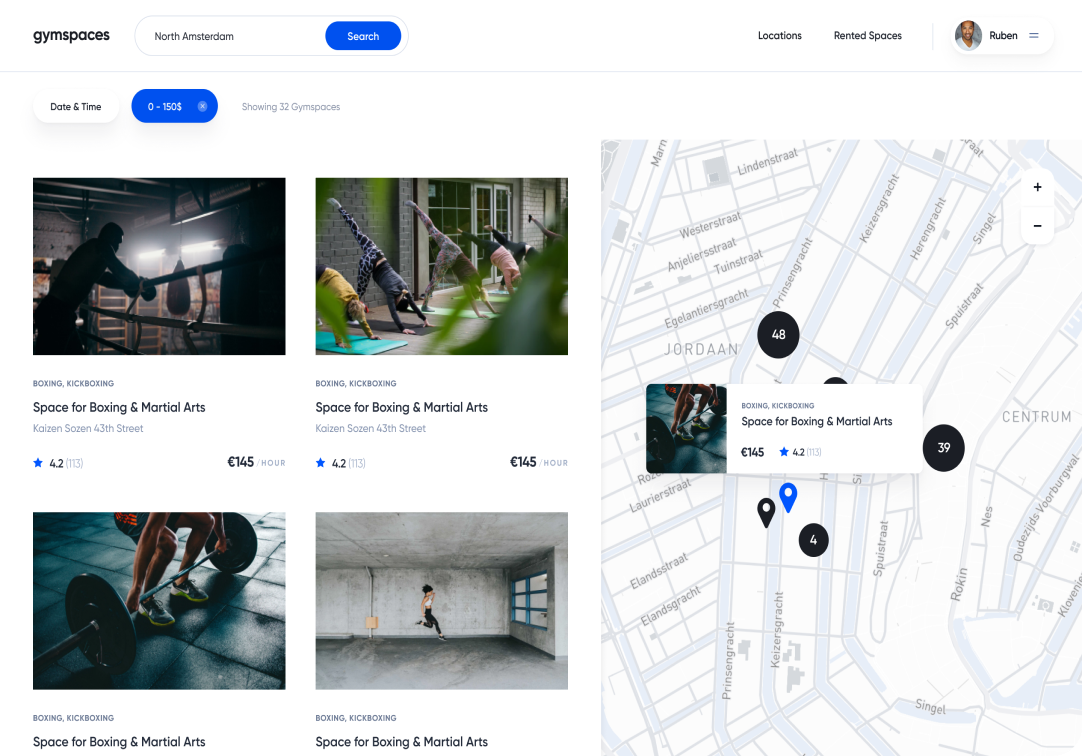 gymspaces
North Amsterdam
Search
Locations
Rented Spaces
Ruben
Date & Time
0 - 150$
Showing 32 Gymspaces
BOXING, KICKBOXING
Space for Boxing & Martial Arts
Kaizen Sozen 43th Street
4.2 (113)
€145 / HOUR
BOXING, KICKBOXING
Space for Boxing & Martial Arts
Kaizen Sozen 43th Street
4.2 (113)
€145 / HOUR
BOXING, KICKBOXING
Space for Boxing & Martial Arts
BOXING, KICKBOXING
Space for Boxing & Martial Arts
Marn
Lindenstraat
raat
+
−
Westerstraat
Anjeliersstraat
Tuinstraat
Egelantiersgracht
Prinsengracht
Keizersgracht
Herengracht
Singel
Spuistraat
48
JORDAAN
BOXING, KICKBOXING
Space for Boxing & Martial Arts
€145
4.2 (113)
CENTRUM
39
Roze
Laurierstraat
H
Si
4
Elandsstraat
Elandsgracht
Spuistraat
Nes
Oudezijds Voorburgwal
Rokin
Klovenie
Prinsengracht
Keizersgracht
Singel